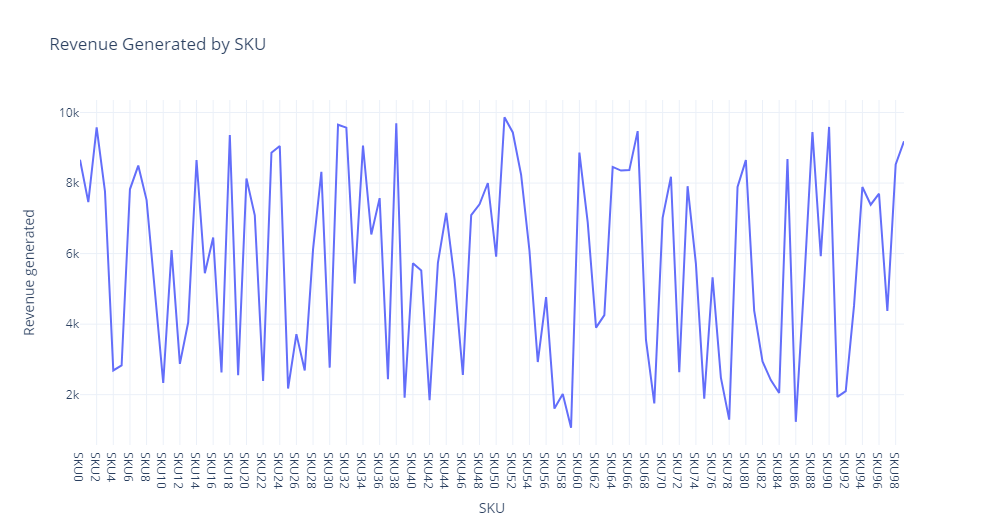 Revenue Generated by SKU
10k
8k
6k
4k
2k
Revenue generated
SKU0
SKU2
SKU4
SKU6
SKU8
SKU10
SKU12
SKU14
SKU16
SKU18
SKU20
SKU22
SKU24
SKU26
SKU28
SKU30
SKU32
SKU34
SKU36
SKU38
SKU40
SKU42
SKU44
SKU46
SKU48
SKU50
SKU52
SKU54
SKU56
SKU58
SKU60
SKU62
SKU64
SKU66
SKU68
SKU70
SKU72
SKU74
SKU76
SKU78
SKU80
SKU82
SKU84
SKU86
SKU88
SKU90
SKU92
SKU94
SKU96
SKU98
SKU